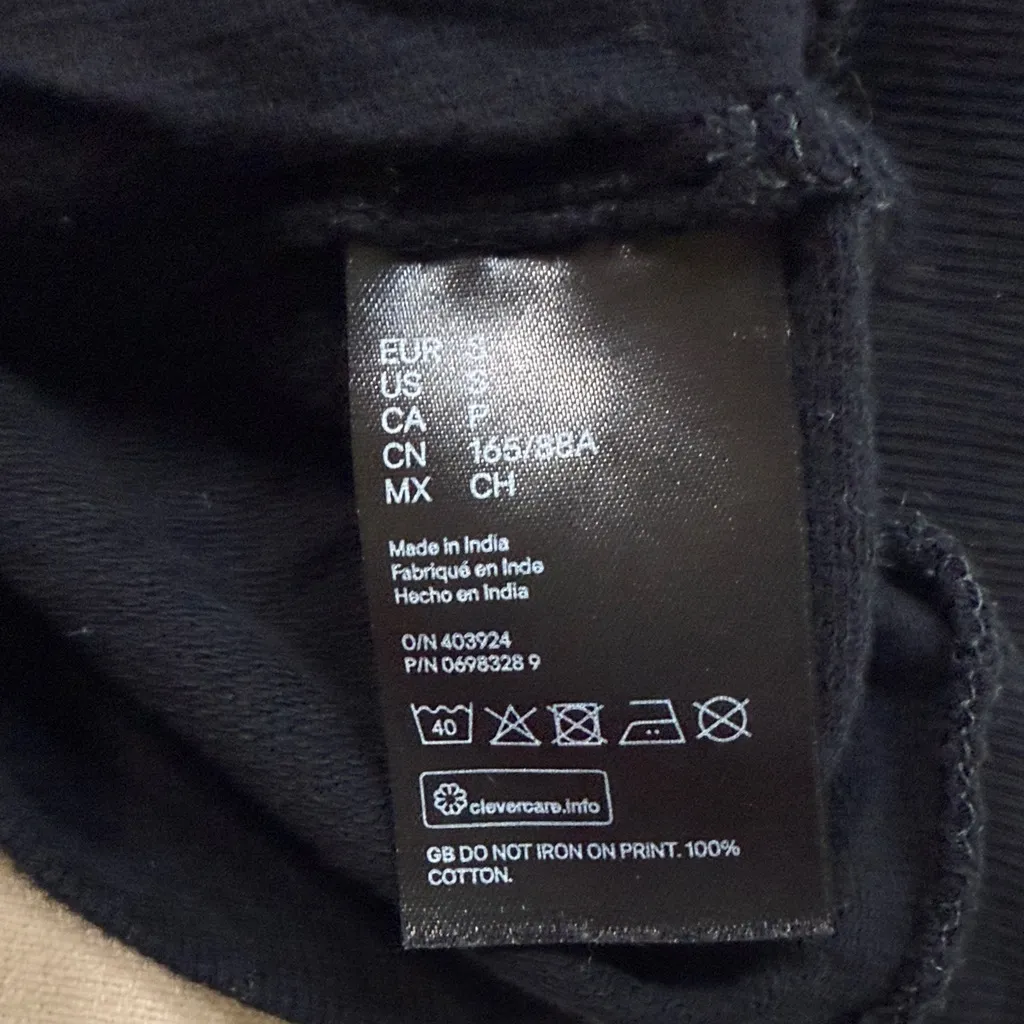 EUR S
US S
CA P
CN 165/88A
MX CH
Made in India
Fabriqué en Inde
Hecho en India
O/N 403924
P/N 0698328 9
40
clevercare.info
GB DO NOT IRON ON PRINT. 100%
COTTON.